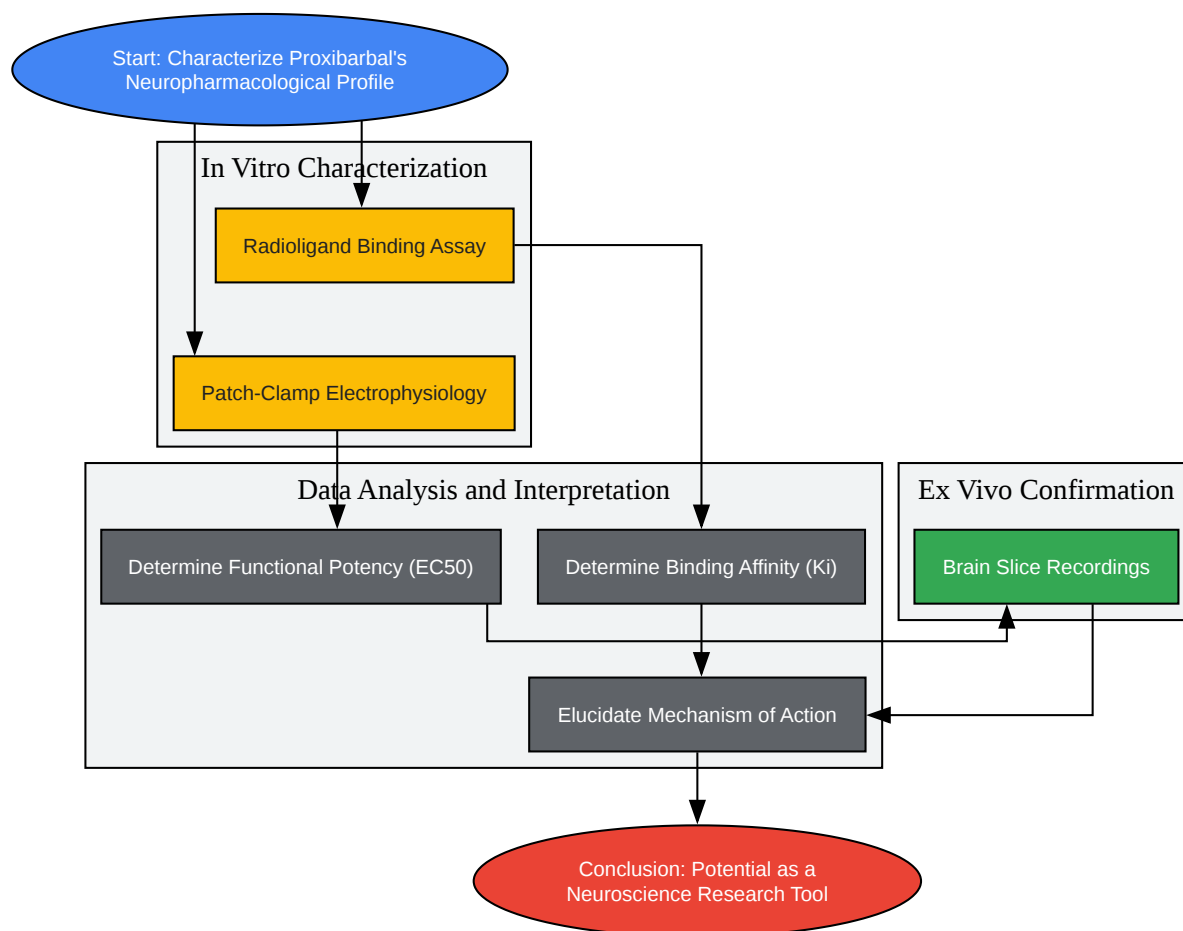 Start: Characterize Proxibarbal's
Neuropharmacological Profile
In Vitro Characterization
Radioligand Binding Assay
Patch-Clamp Electrophysiology
Data Analysis and Interpretation
Ex Vivo Confirmation
Determine Functional Potency (EC50)
Determine Binding Affinity (Ki)
Brain Slice Recordings
Elucidate Mechanism of Action
Conclusion: Potential as a
Neuroscience Research Tool